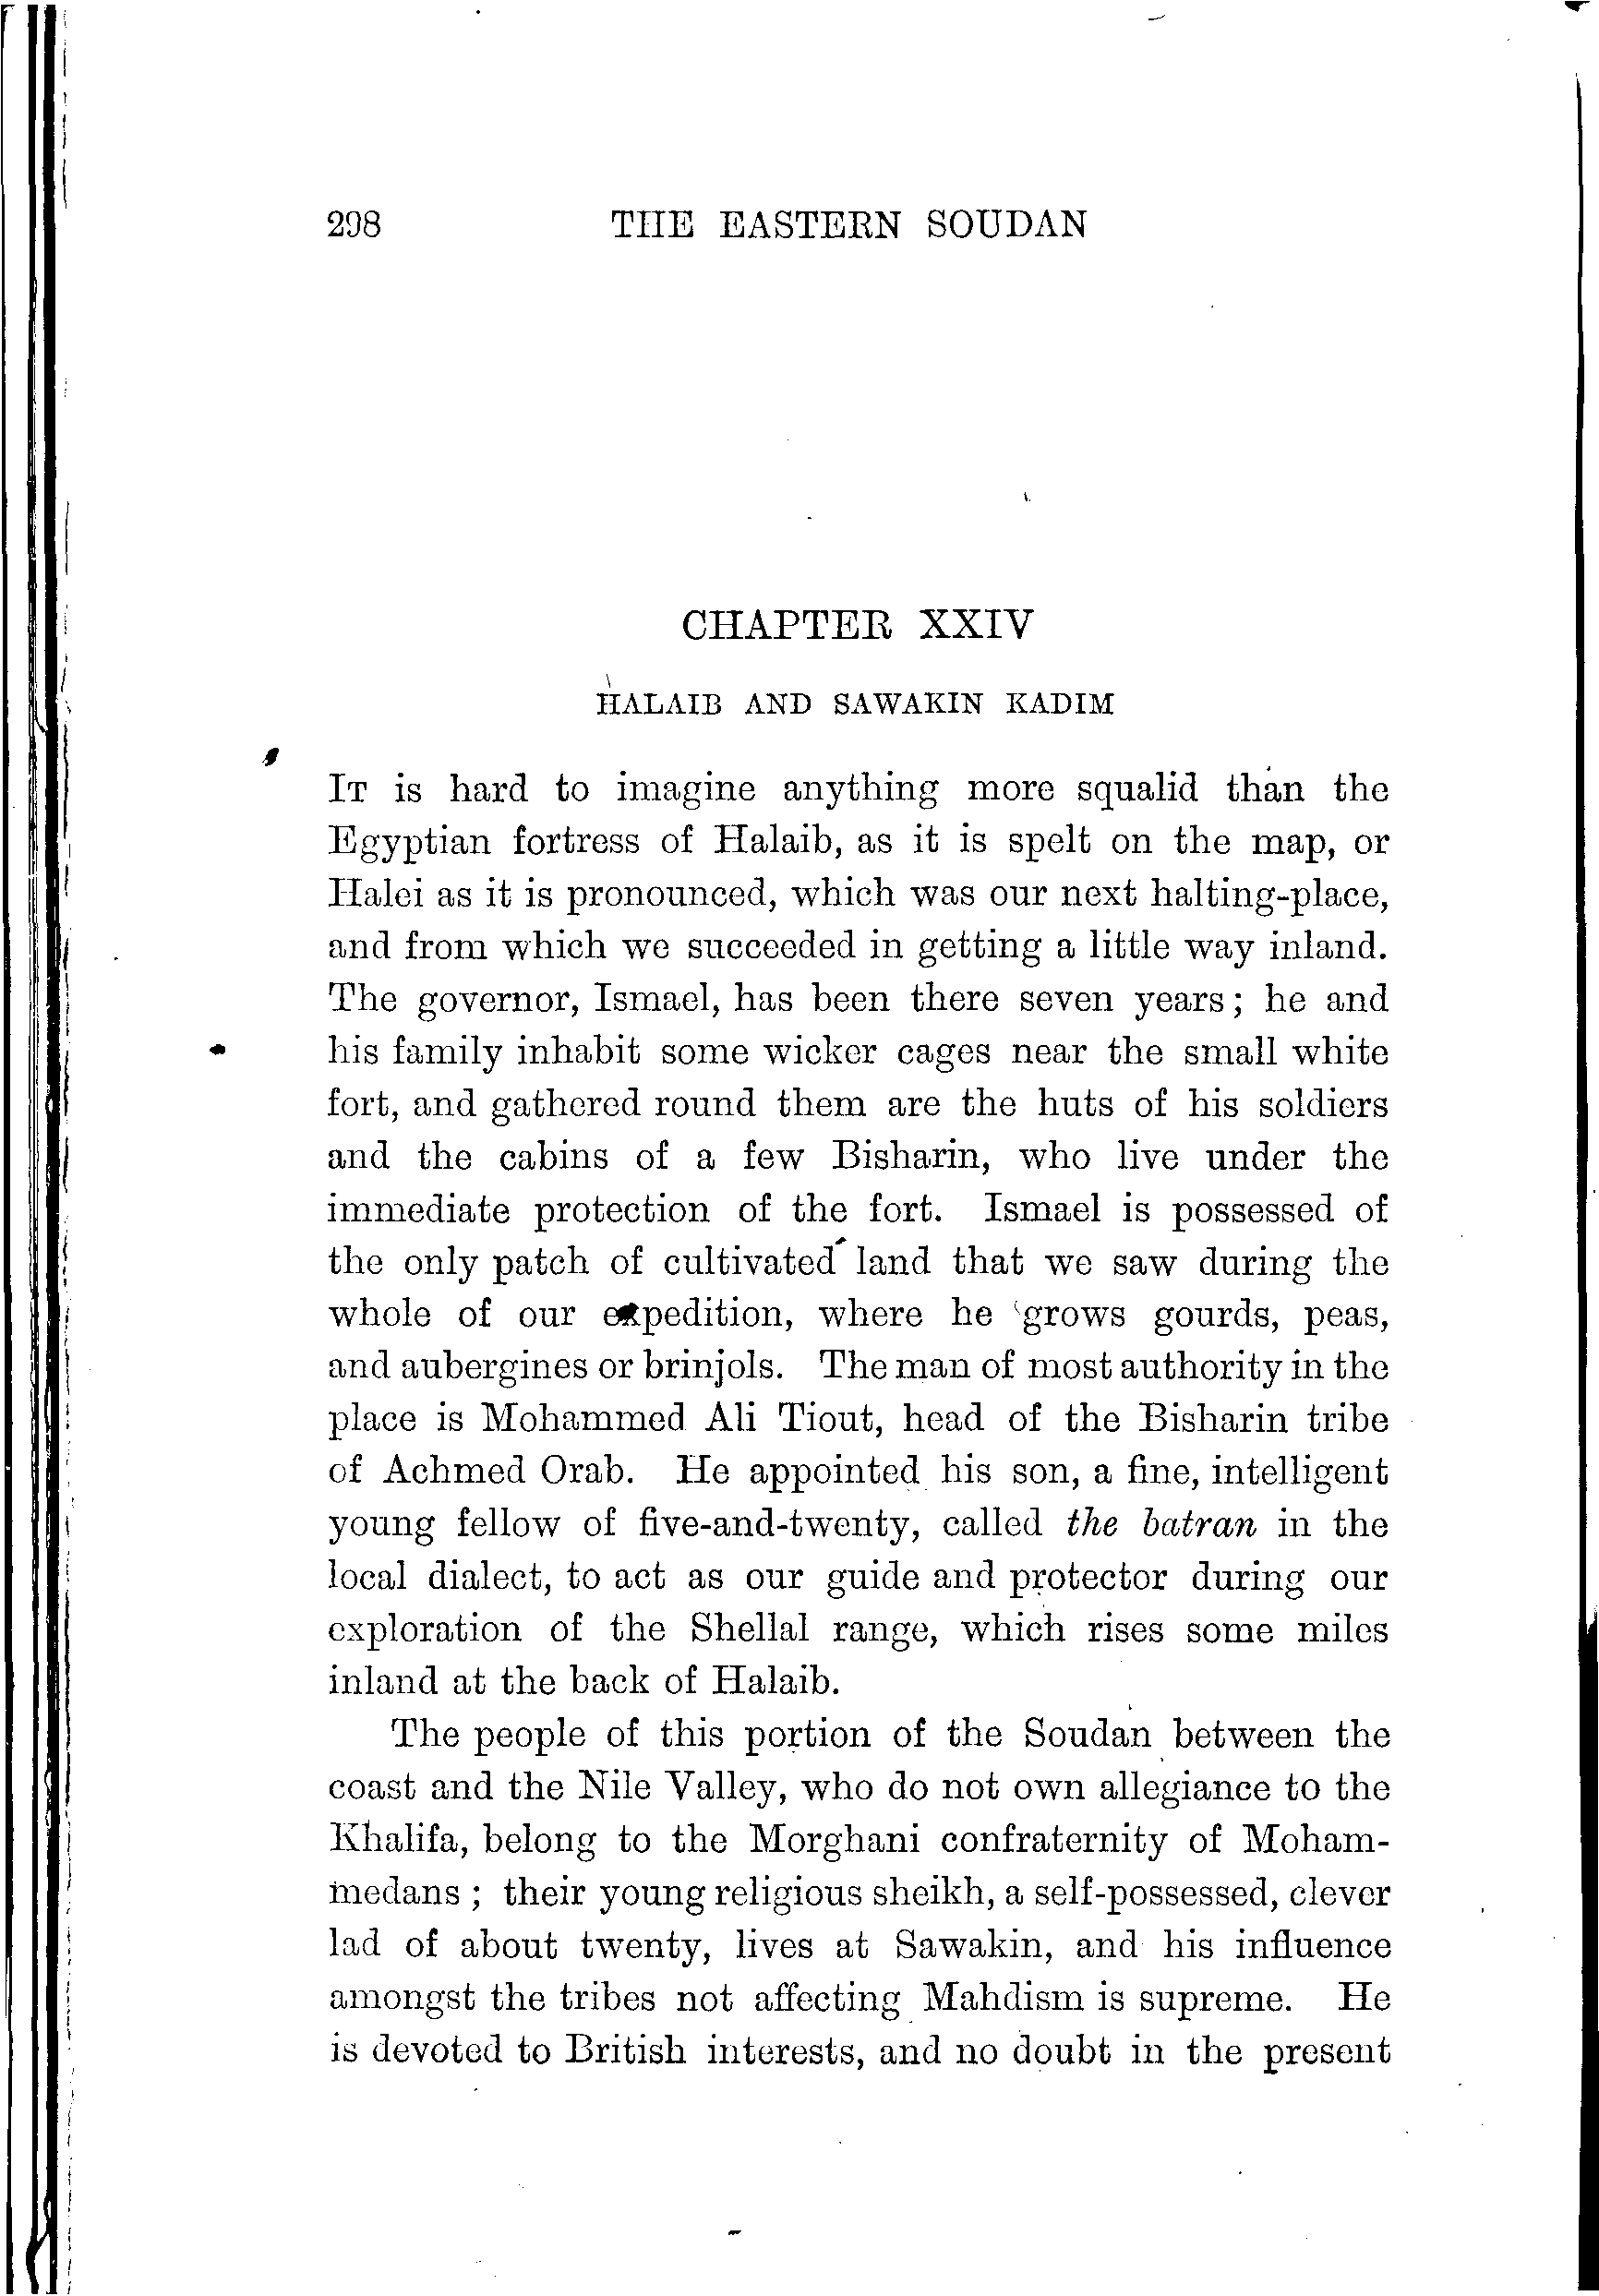 298 THE EASTERN SOUDAN
CHAPTER XXIV
HALAIB AND SAWAKIN KADIM
IT is hard to imagine anything more squalid than the
Egyptian fortress of Halaib, as it is spelt on the map, or
Halei as it is pronounced, which was our next halting-place,
and from which we succeeded in getting a little way inland.
The governor, Ismael, has been there seven years; he and
his family inhabit some wicker cages near the small white
fort, and gathered round them are the huts of his soldiers
and the cabins of a few Bisharin, who live under the
immediate protection of the fort. Ismael is possessed of
the only patch of cultivated land that we saw during the
whole of our expedition, where he grows gourds, peas,
and aubergines or brinjols. The man of most authority in the
place is Mohammed Ali Tiout, head of the Bisharin tribe
of Achmed Orab. He appointed his son, a fine, intelligent
young fellow of five-and-twenty, called the batran in the
local dialect, to act as our guide and protector during our
exploration of the Shellal range, which rises some miles
inland at the back of Halaib.
The people of this portion of the Soudan between the
coast and the Nile Valley, who do not own allegiance to the
Khalifa, belong to the Morghani confraternity of Moham-
medans; their young religious sheikh, a self-possessed, clever
lad of about twenty, lives at Sawakin, and his influence
amongst the tribes not affecting Mahdism is supreme. He
is devoted to British interests, and no doubt in the present